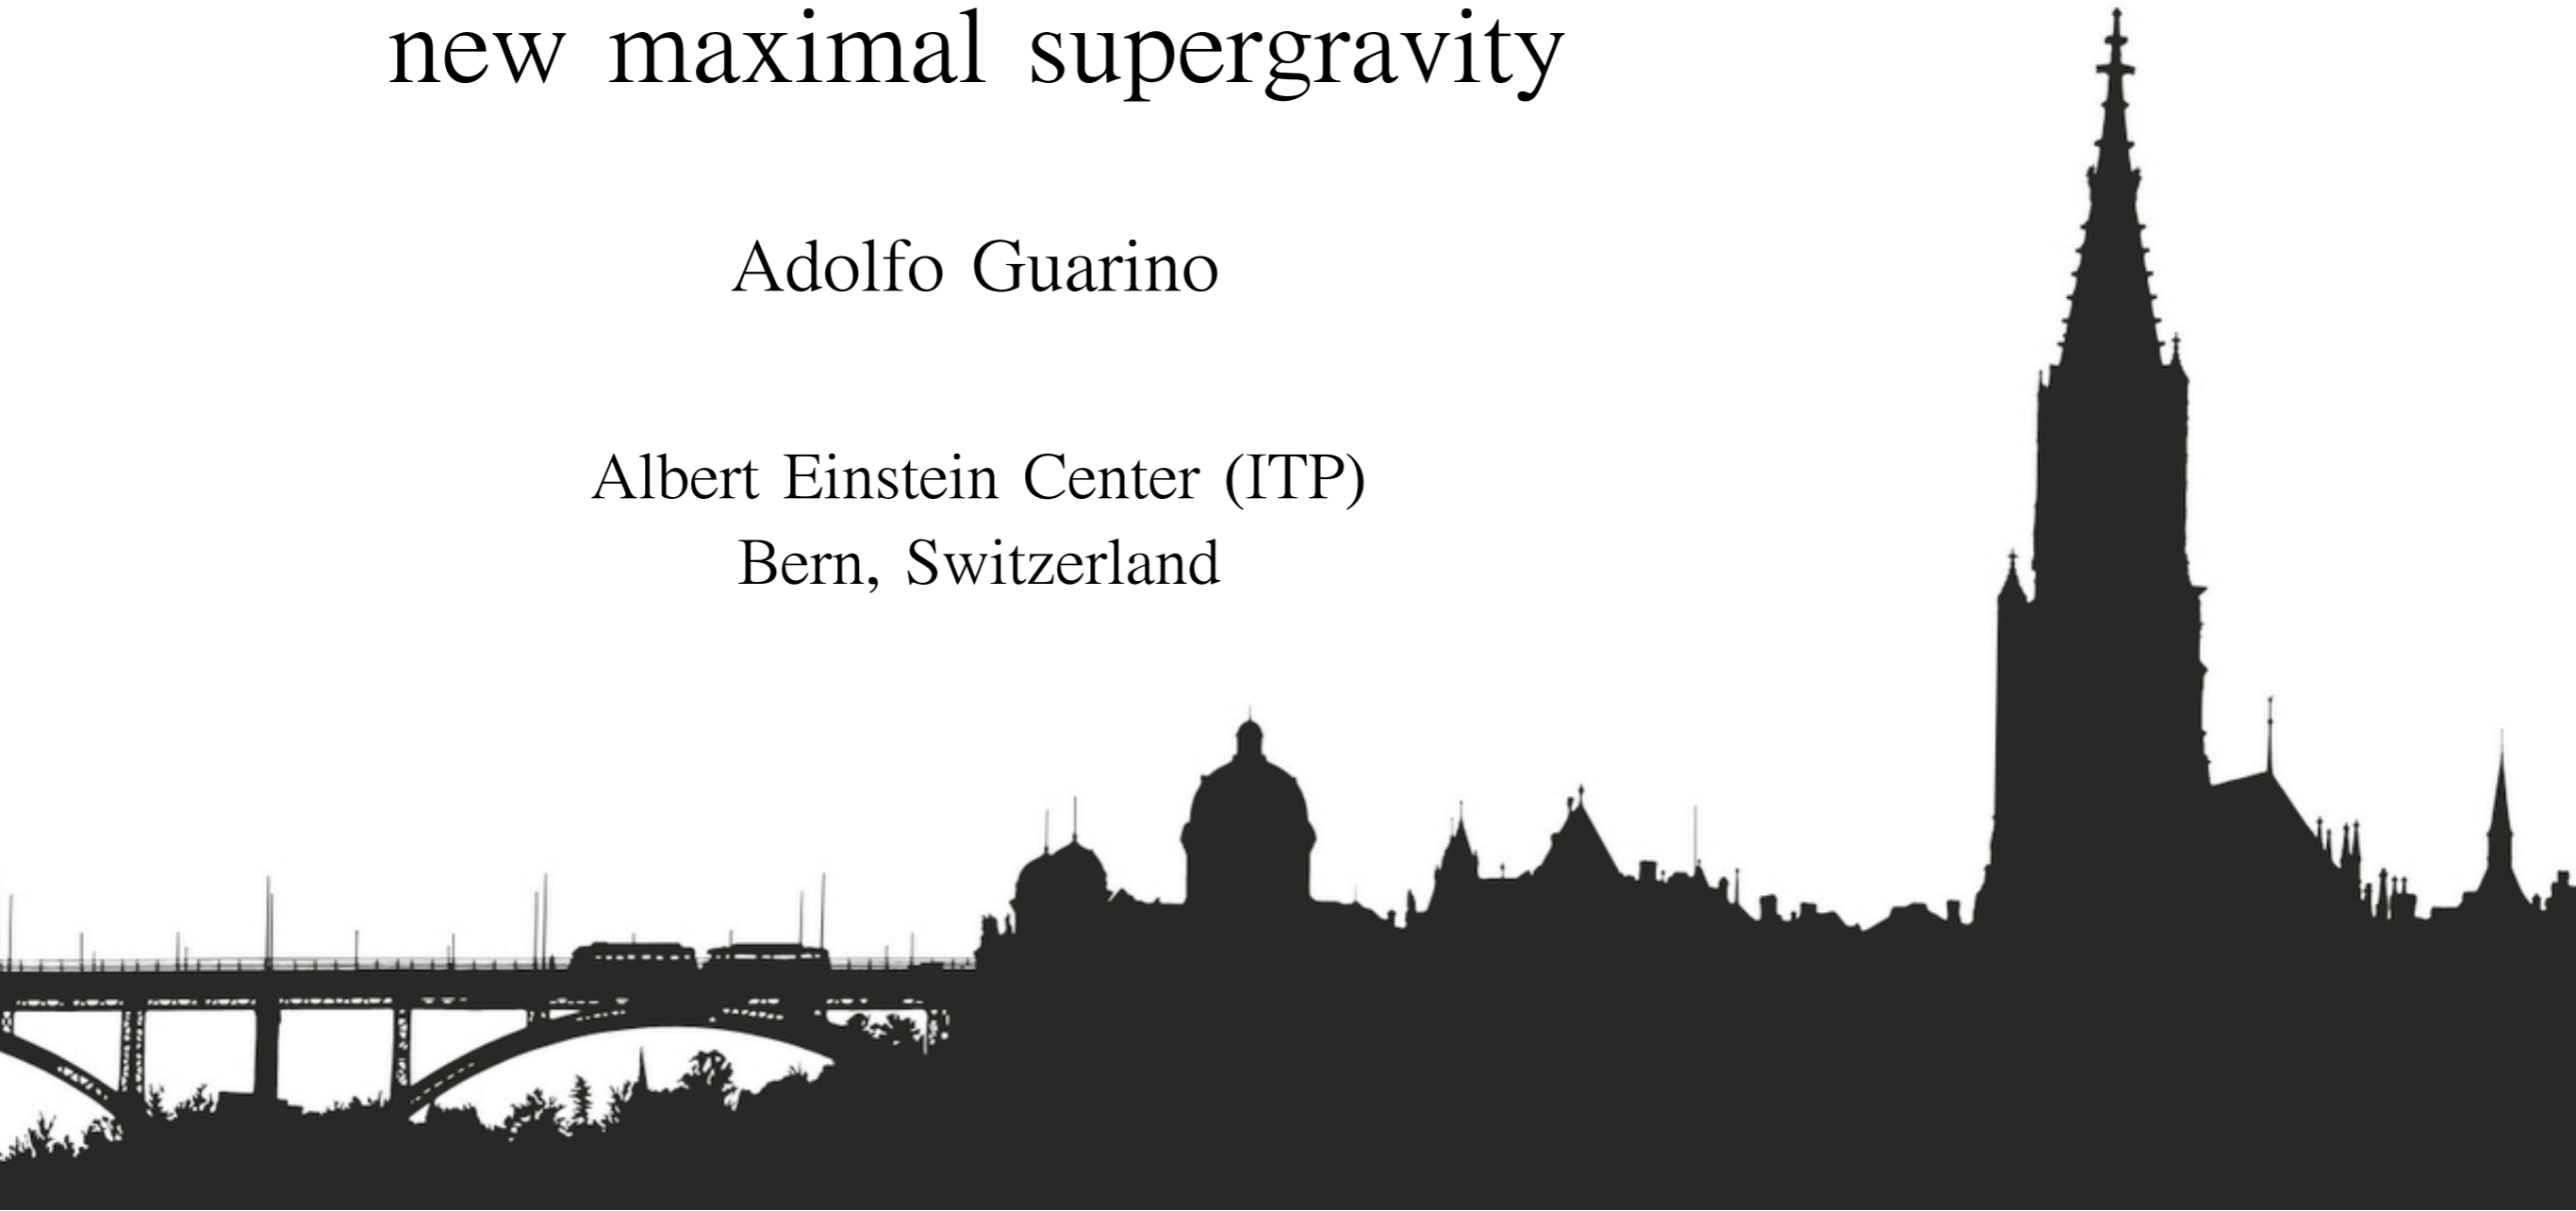 new maximal supergravity
Adolfo Guarino
Albert Einstein Center (ITP)
Bern, Switzerland